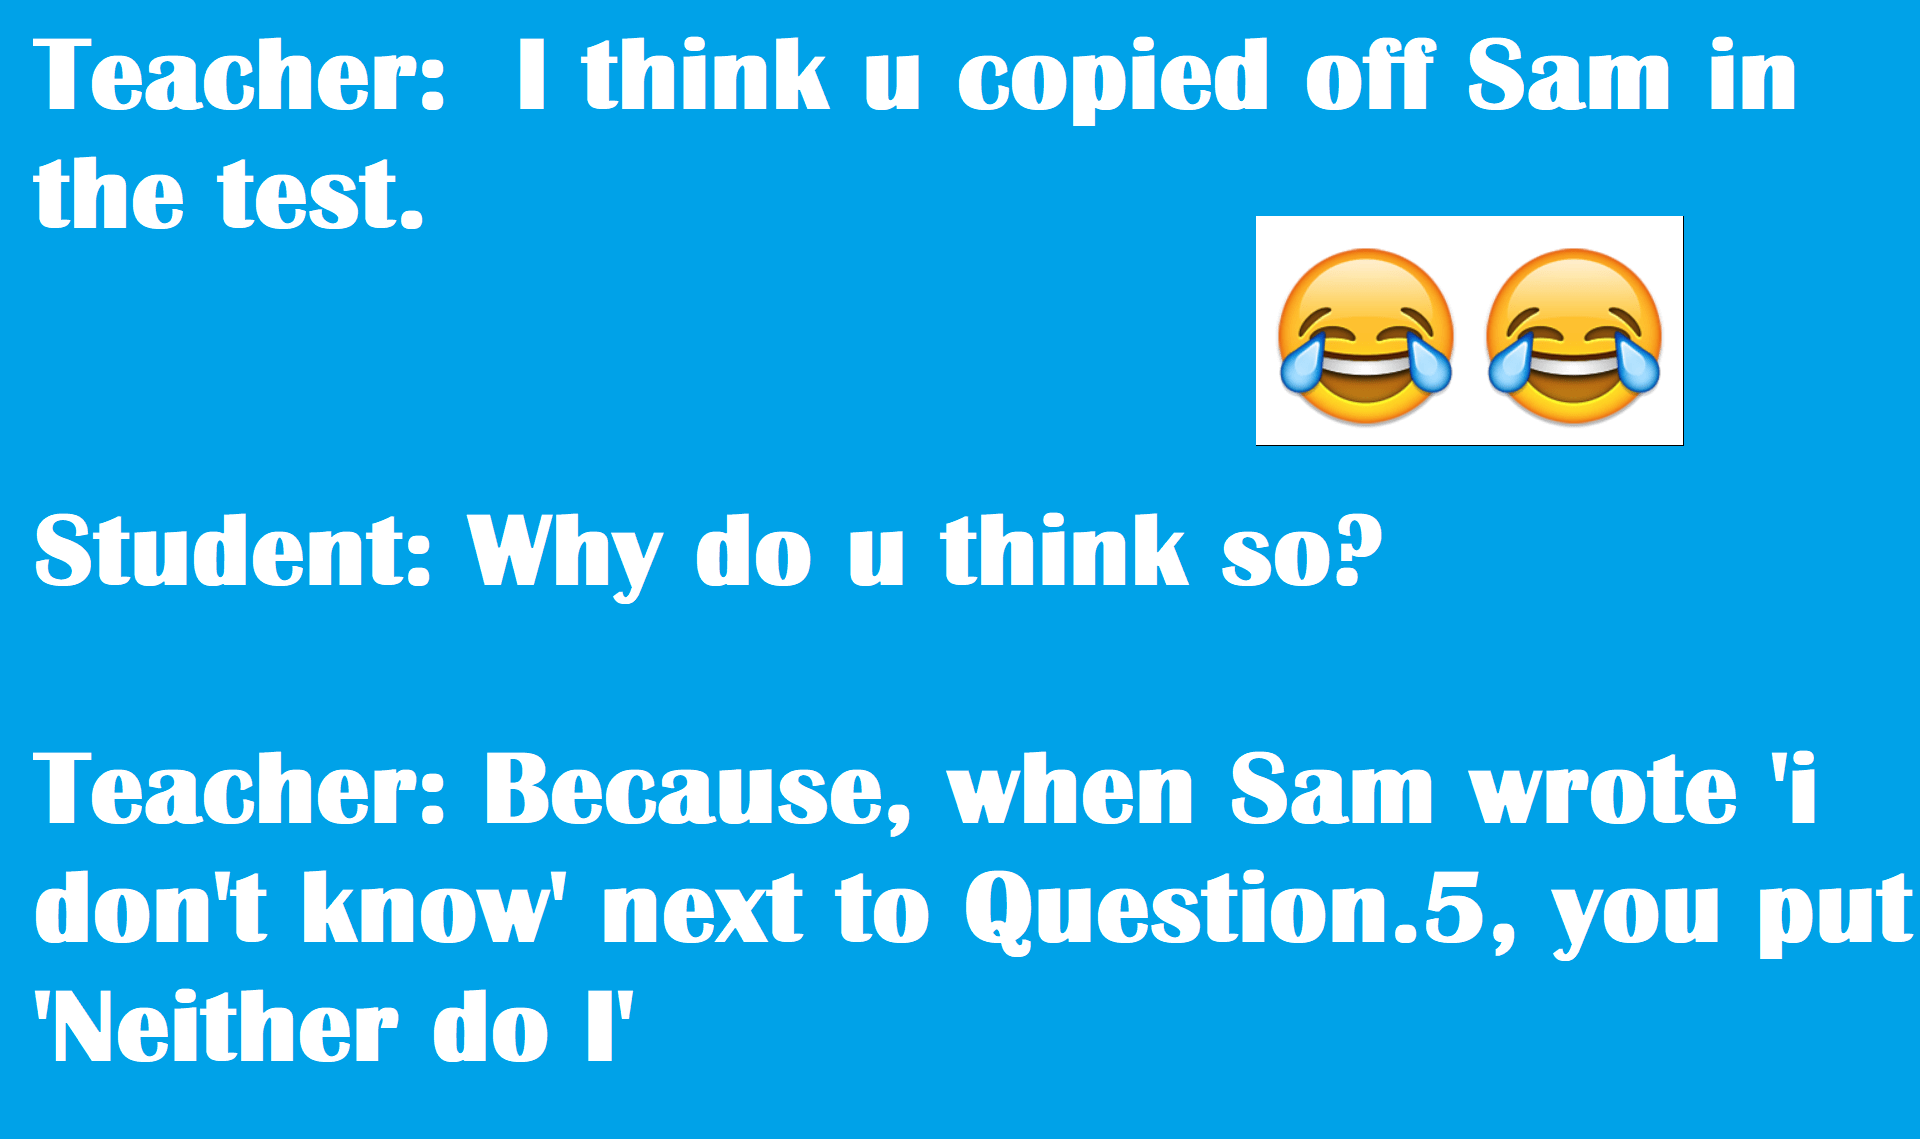 Teacher:  I think u copied off Sam in
the test.
Student: Why do u think so?
Teacher: Because, when Sam wrote 'i
don't know' next to Question.5, you put
'Neither do I'